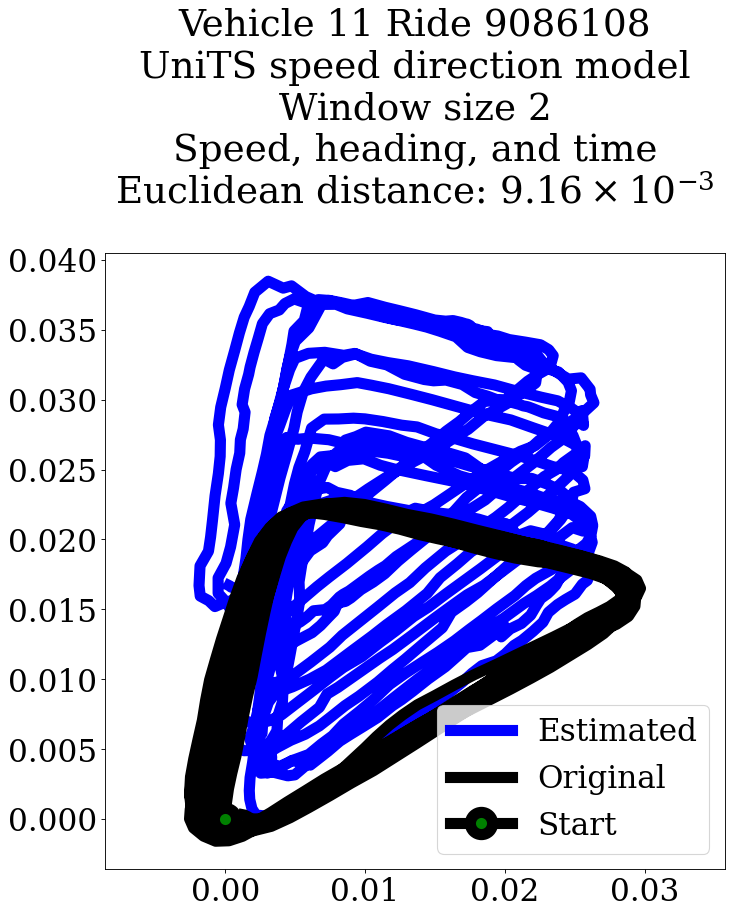 Vehicle 11 Ride 9086108
UniTS speed direction model
Window size 2
Speed, heading, and time
Euclidean distance: 9.16 × 10⁻³
0.040
0.035
0.030
0.025
0.020
0.015
0.010
0.005
0.000
Estimated
Original
Start
0.00 0.01 0.02 0.03